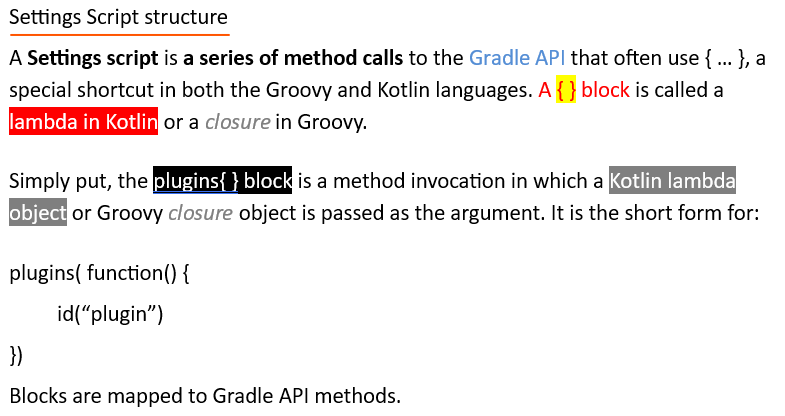 Settings Script structure
A Settings script is a series of method calls to the Gradle API that often use { ... }, a
special shortcut in both the Groovy and Kotlin languages. A { } block is called a
lambda in Kotlin or a closure in Groovy.
Simply put, the plugins{ } block is a method invocation in which a Kotlin lambda
object or Groovy closure object is passed as the argument. It is the short form for:
plugins( function() {
id(“plugin”)
})
Blocks are mapped to Gradle API methods.